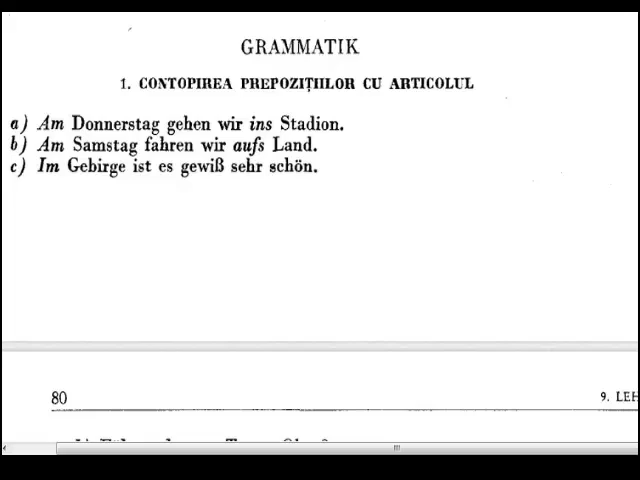 GRAMMATIK
1. CONTOPIREA PREPOZIȚIILOR CU ARTICOLUL
a) Am Donnerstag gehen wir ins Stadion.
b) Am Samstag fahren wir aufs Land.
c) Im Gebirge ist es gewiß sehr schön.
80 9. LEH